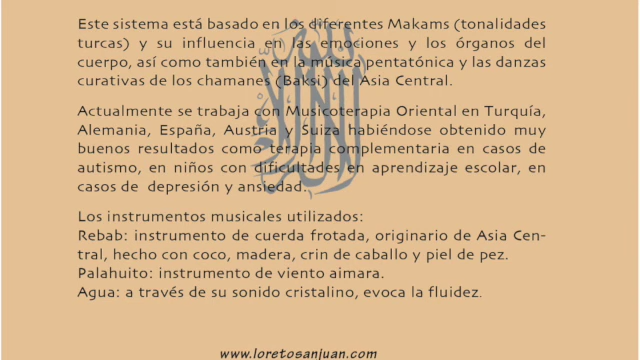 Este sistema está basado en los diferentes Makams (tonalidades
turcas) y su influencia en las emociones y los órganos del
cuerpo, así como también en la música pentatónica y las danzas
curativas de los chamanes (Baksi) del Asia Central.
Actualmente se trabaja con Musicoterapia Oriental en Turquía,
Alemania, España, Austria y Suiza habiéndose obtenido muy
buenos resultados como terapia complementaria en casos de
autismo, en niños con dificultades en aprendizaje escolar, en
casos de depresión y ansiedad.
Los instrumentos musicales utilizados:
Rebab: instrumento de cuerda frotada, originario de Asia Cen-
tral, hecho con coco, madera, crin de caballo y piel de pez.
Palahuito: instrumento de viento aimara.
Agua: a través de su sonido cristalino, evoca la fluidez.
www.loretosanjuan.com